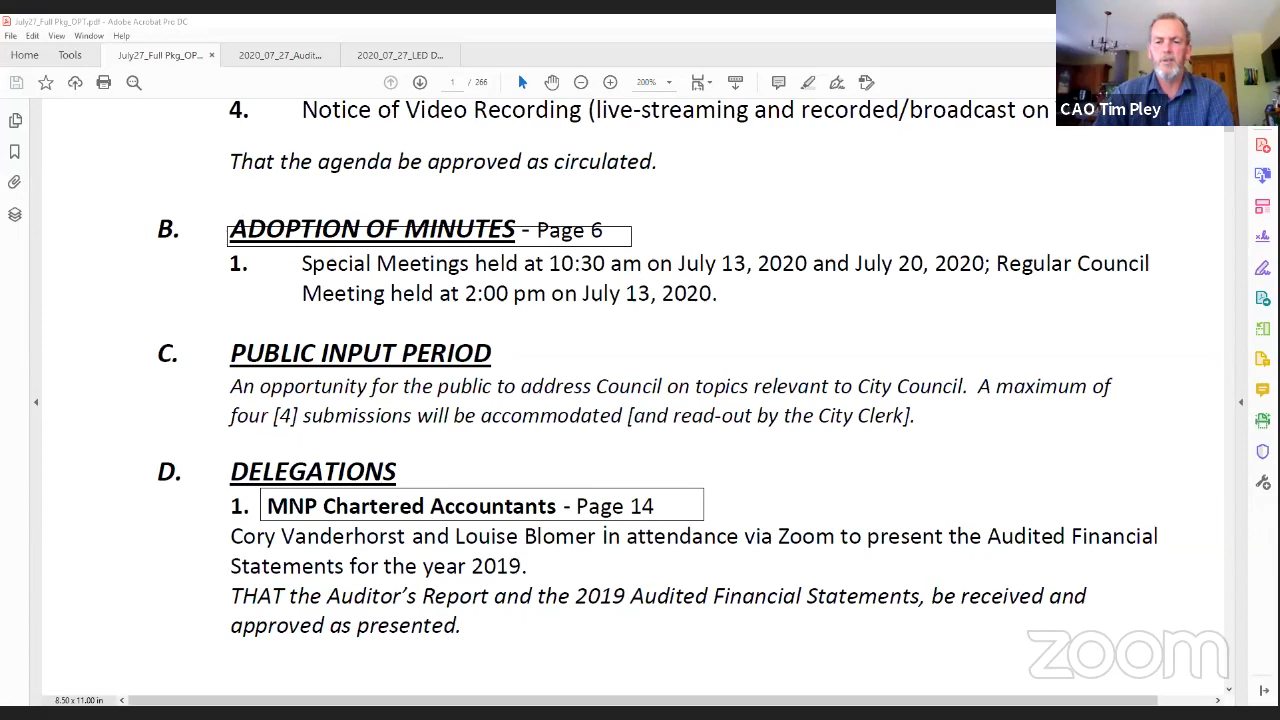 July27_Full Pkg_OPT.pdf - Adobe Acrobat Pro DC
File Edit View Window Help
Home Tools July27_Full Pkg_OP... × 2020_07_27_Audit... 2020_07_27_LED D...
1 / 266 200%
CAO Tim Pley
4. Notice of Video Recording (live-streaming and recorded/broadcast on
That the agenda be approved as circulated.
B. ADOPTION OF MINUTES - Page 6
1. Special Meetings held at 10:30 am on July 13, 2020 and July 20, 2020; Regular Council
Meeting held at 2:00 pm on July 13, 2020.
C. PUBLIC INPUT PERIOD
An opportunity for the public to address Council on topics relevant to City Council. A maximum of
four [4] submissions will be accommodated [and read-out by the City Clerk].
D. DELEGATIONS
1. MNP Chartered Accountants - Page 14
Cory Vanderhorst and Louise Blomer in attendance via Zoom to present the Audited Financial
Statements for the year 2019.
THAT the Auditor's Report and the 2019 Audited Financial Statements, be received and
approved as presented.
zoom
8.50 x 11.00 in